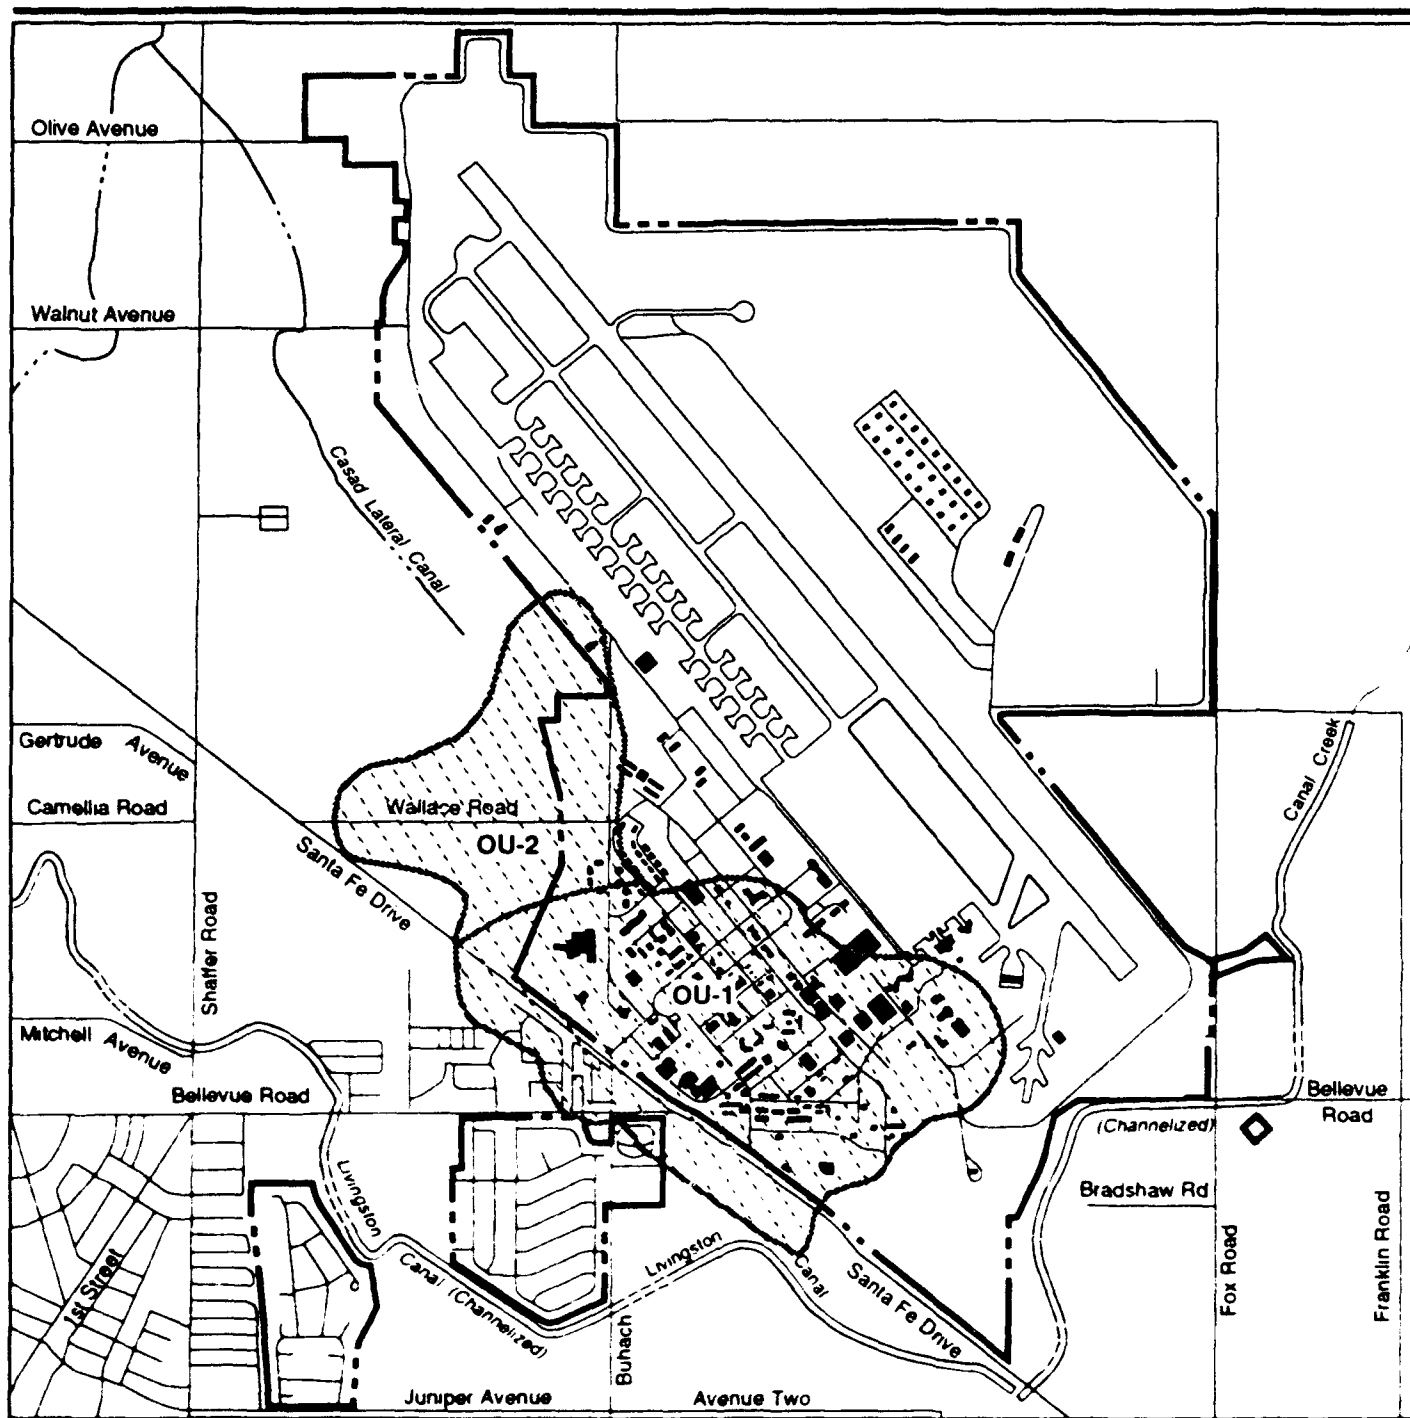 Olive Avenue
Walnut Avenue
Casad Lateral Canal
Gertrude Avenue
Camellia Road
Wallace Road
OU-2
Santa Fe Drive
Canal Creek
Shaffer Road
OU-1
Mitchell Avenue
Bellevue Road
Bellevue
Road
(Channelized)
Bradshaw Rd
Livingston
Canal (Channelized)
Livingston
Canal
Santa Fe Drive
1st Street
Buhach
Fox Road
Franklin Road
Juniper Avenue
Avenue Two